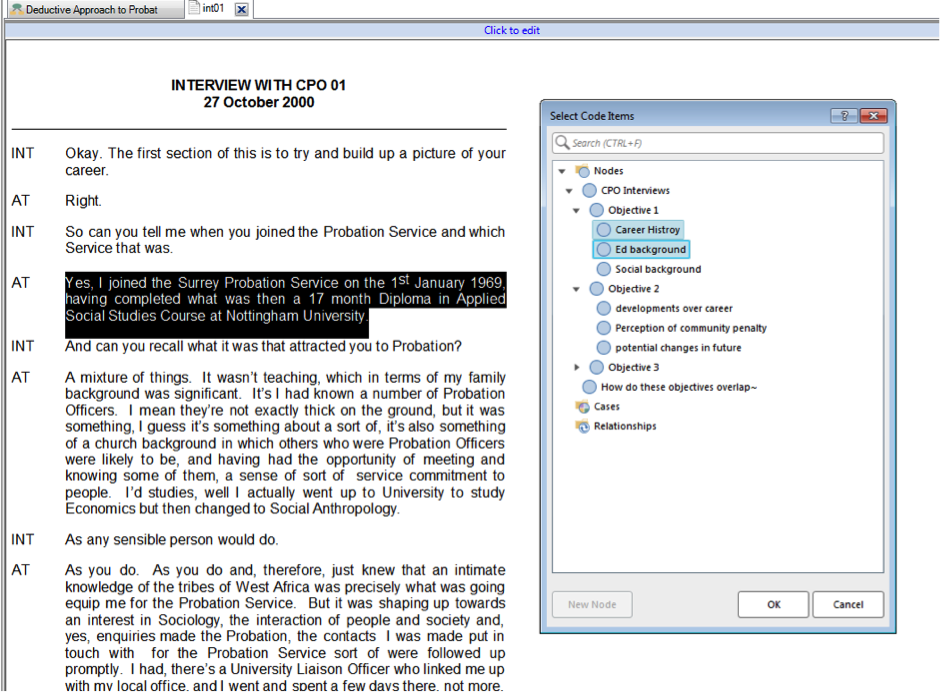 Deductive Approach to Probat
int01
Click to edit
INTERVIEW WITH CPO 01
27 October 2000
INT Okay. The first section of this is to try and build up a picture of your
career.
AT Right.
INT So can you tell me when you joined the Probation Service and which
Service that was.
AT Yes, I joined the Surrey Probation Service on the 1st January 1969,
having completed what was then a 17 month Diploma in Applied
Social Studies Course at Nottingham University.
INT And can you recall what it was that attracted you to Probation?
AT A mixture of things. It wasn't teaching, which in terms of my family
background was significant. It's I had known a number of Probation
Officers. I mean they're not exactly thick on the ground, but it was
something, I guess it's something about a sort of, it's also something
of a church background in which others who were Probation Officers
were likely to be, and having had the opportunity of meeting and
knowing some of them, a sense of sort of service commitment to
people. I'd studies, well I actually went up to University to study
Economics but then changed to Social Anthropology.
INT As any sensible person would do.
AT As you do. As you do and, therefore, just knew that an intimate
knowledge of the tribes of West Africa was precisely what was going
equip me for the Probation Service. But it was shaping up towards
an interest in Sociology, the interaction of people and society and,
yes, enquiries made the Probation, the contacts I was made put in
touch with for the Probation Service sort of were followed up
promptly. I had, there's a University Liaison Officer who linked me up
with my local office, and I went and spent a few days there, not more,
Select Code Items
Search (CTRL+F)
Nodes
CPO Interviews
Objective 1
Career Histroy
Ed background
Social background
Objective 2
developments over career
Perception of community penalty
potential changes in future
Objective 3
How do these objectives overlap~
Cases
Relationships
New Node
OK
Cancel